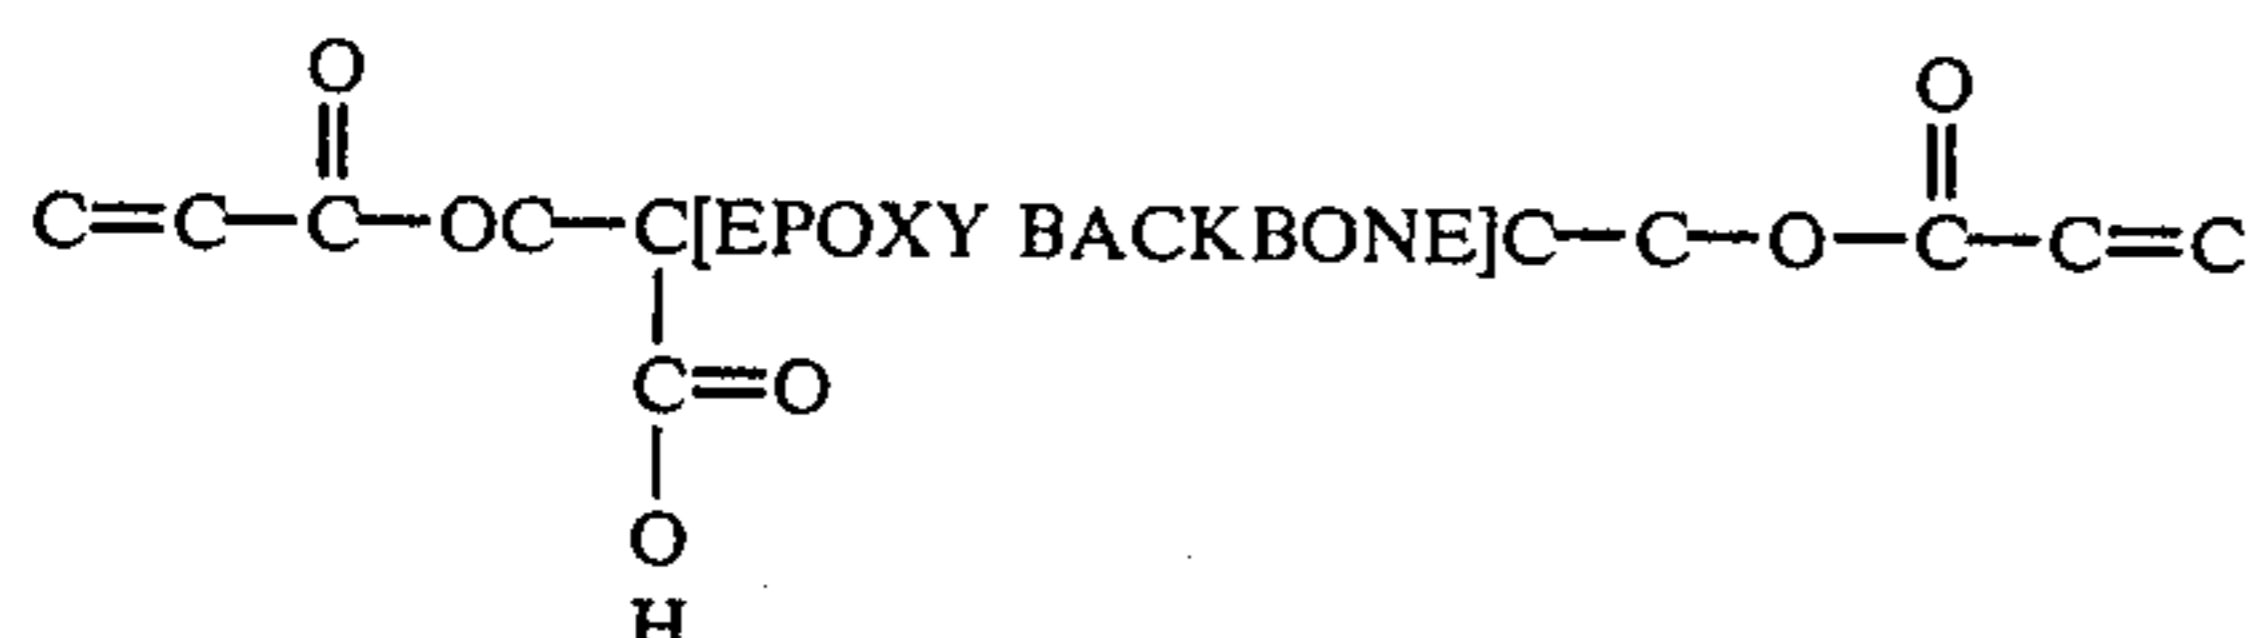 O O
C=C—C—OC—C[EPOXY BACKBONE]C—C—O—C—C=C
C=O
O
H